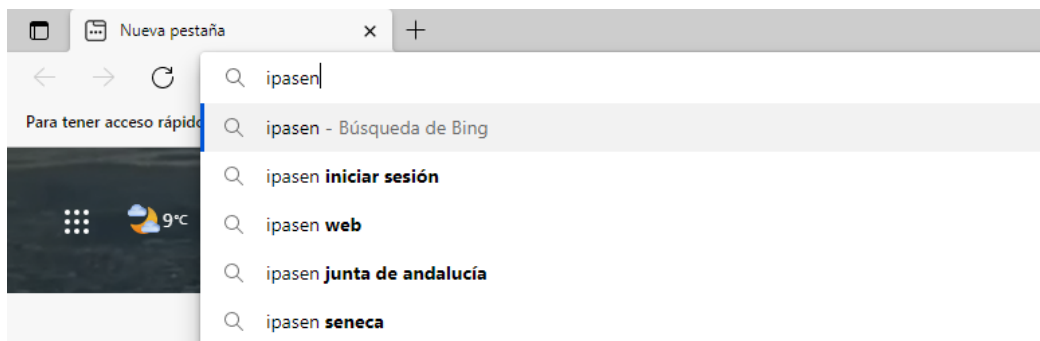 Nueva pestaña
ipasen
Para tener acceso rápido
ipasen - Búsqueda de Bing
ipasen iniciar sesión
9°C
ipasen web
ipasen junta de andalucía
ipasen seneca